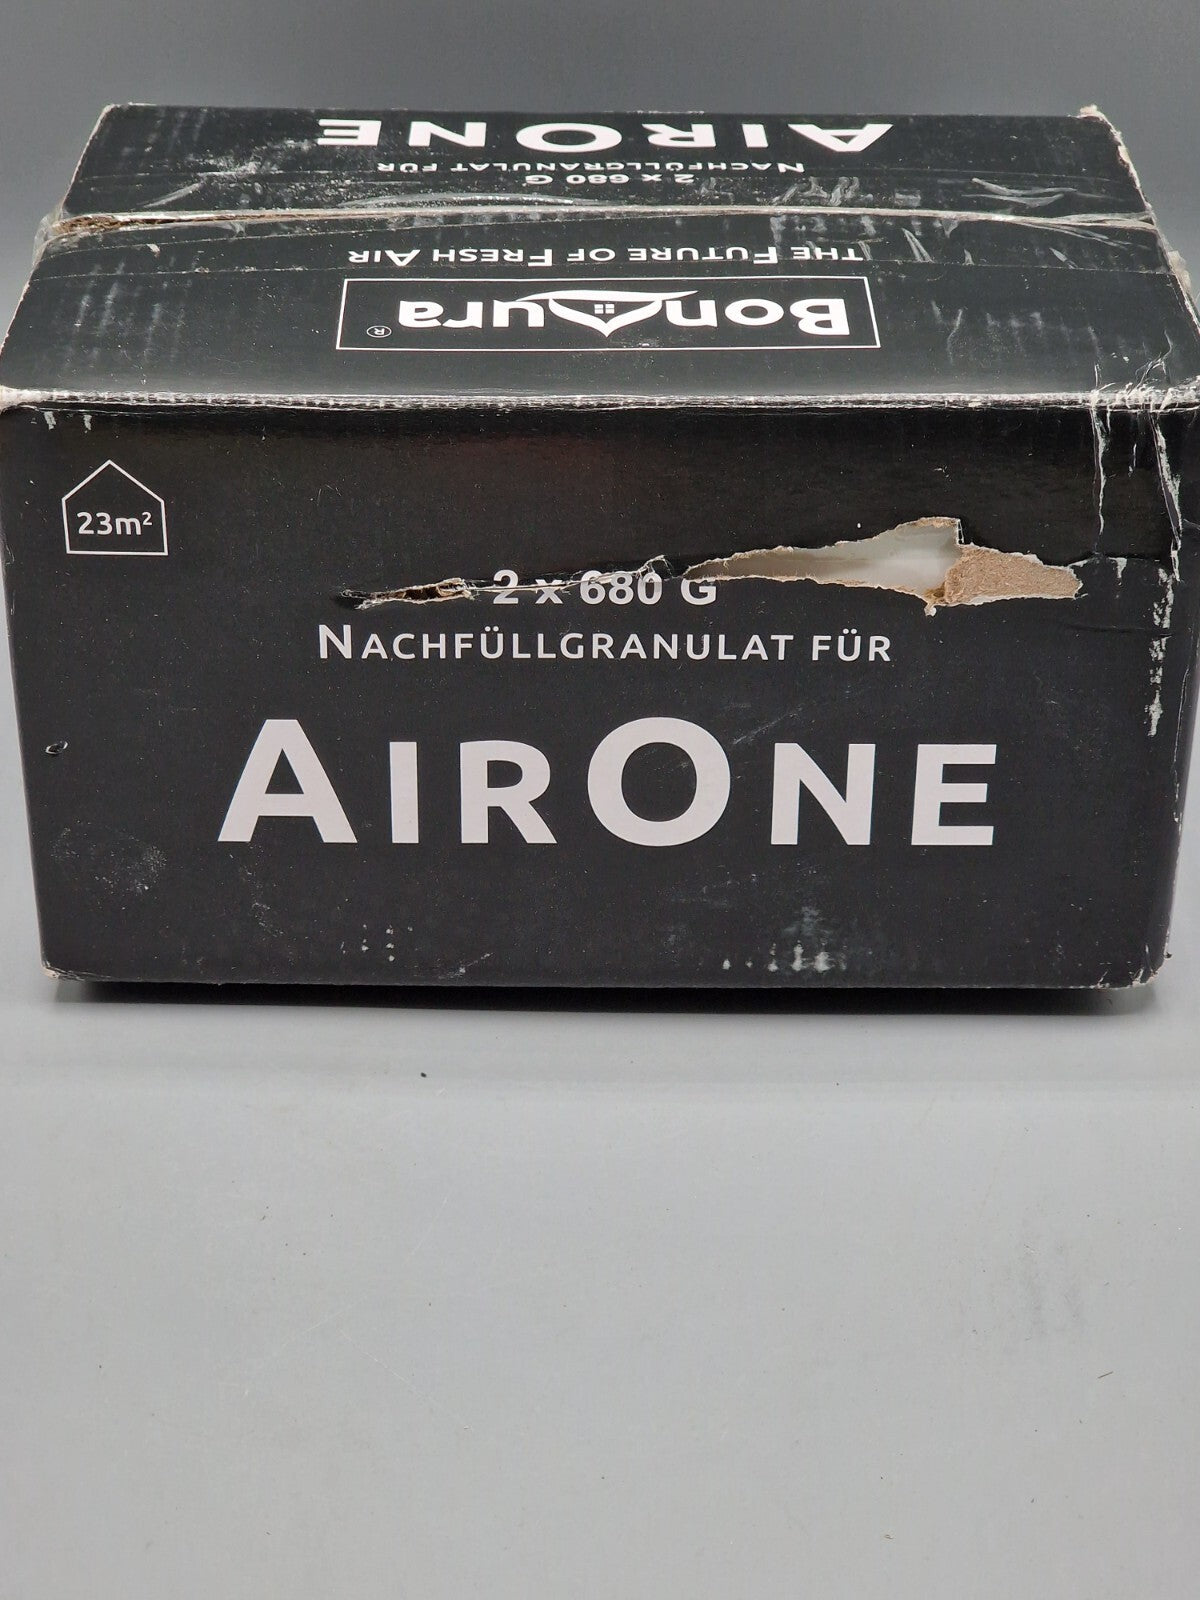 AIRONE
NACHFÜLLGRANULAT FÜR
2 x 680 G
THE FUTURE OF FRESH AIR
BonAura®
23m²
2 x 680 G
NACHFÜLLGRANULAT FÜR
AIRONE